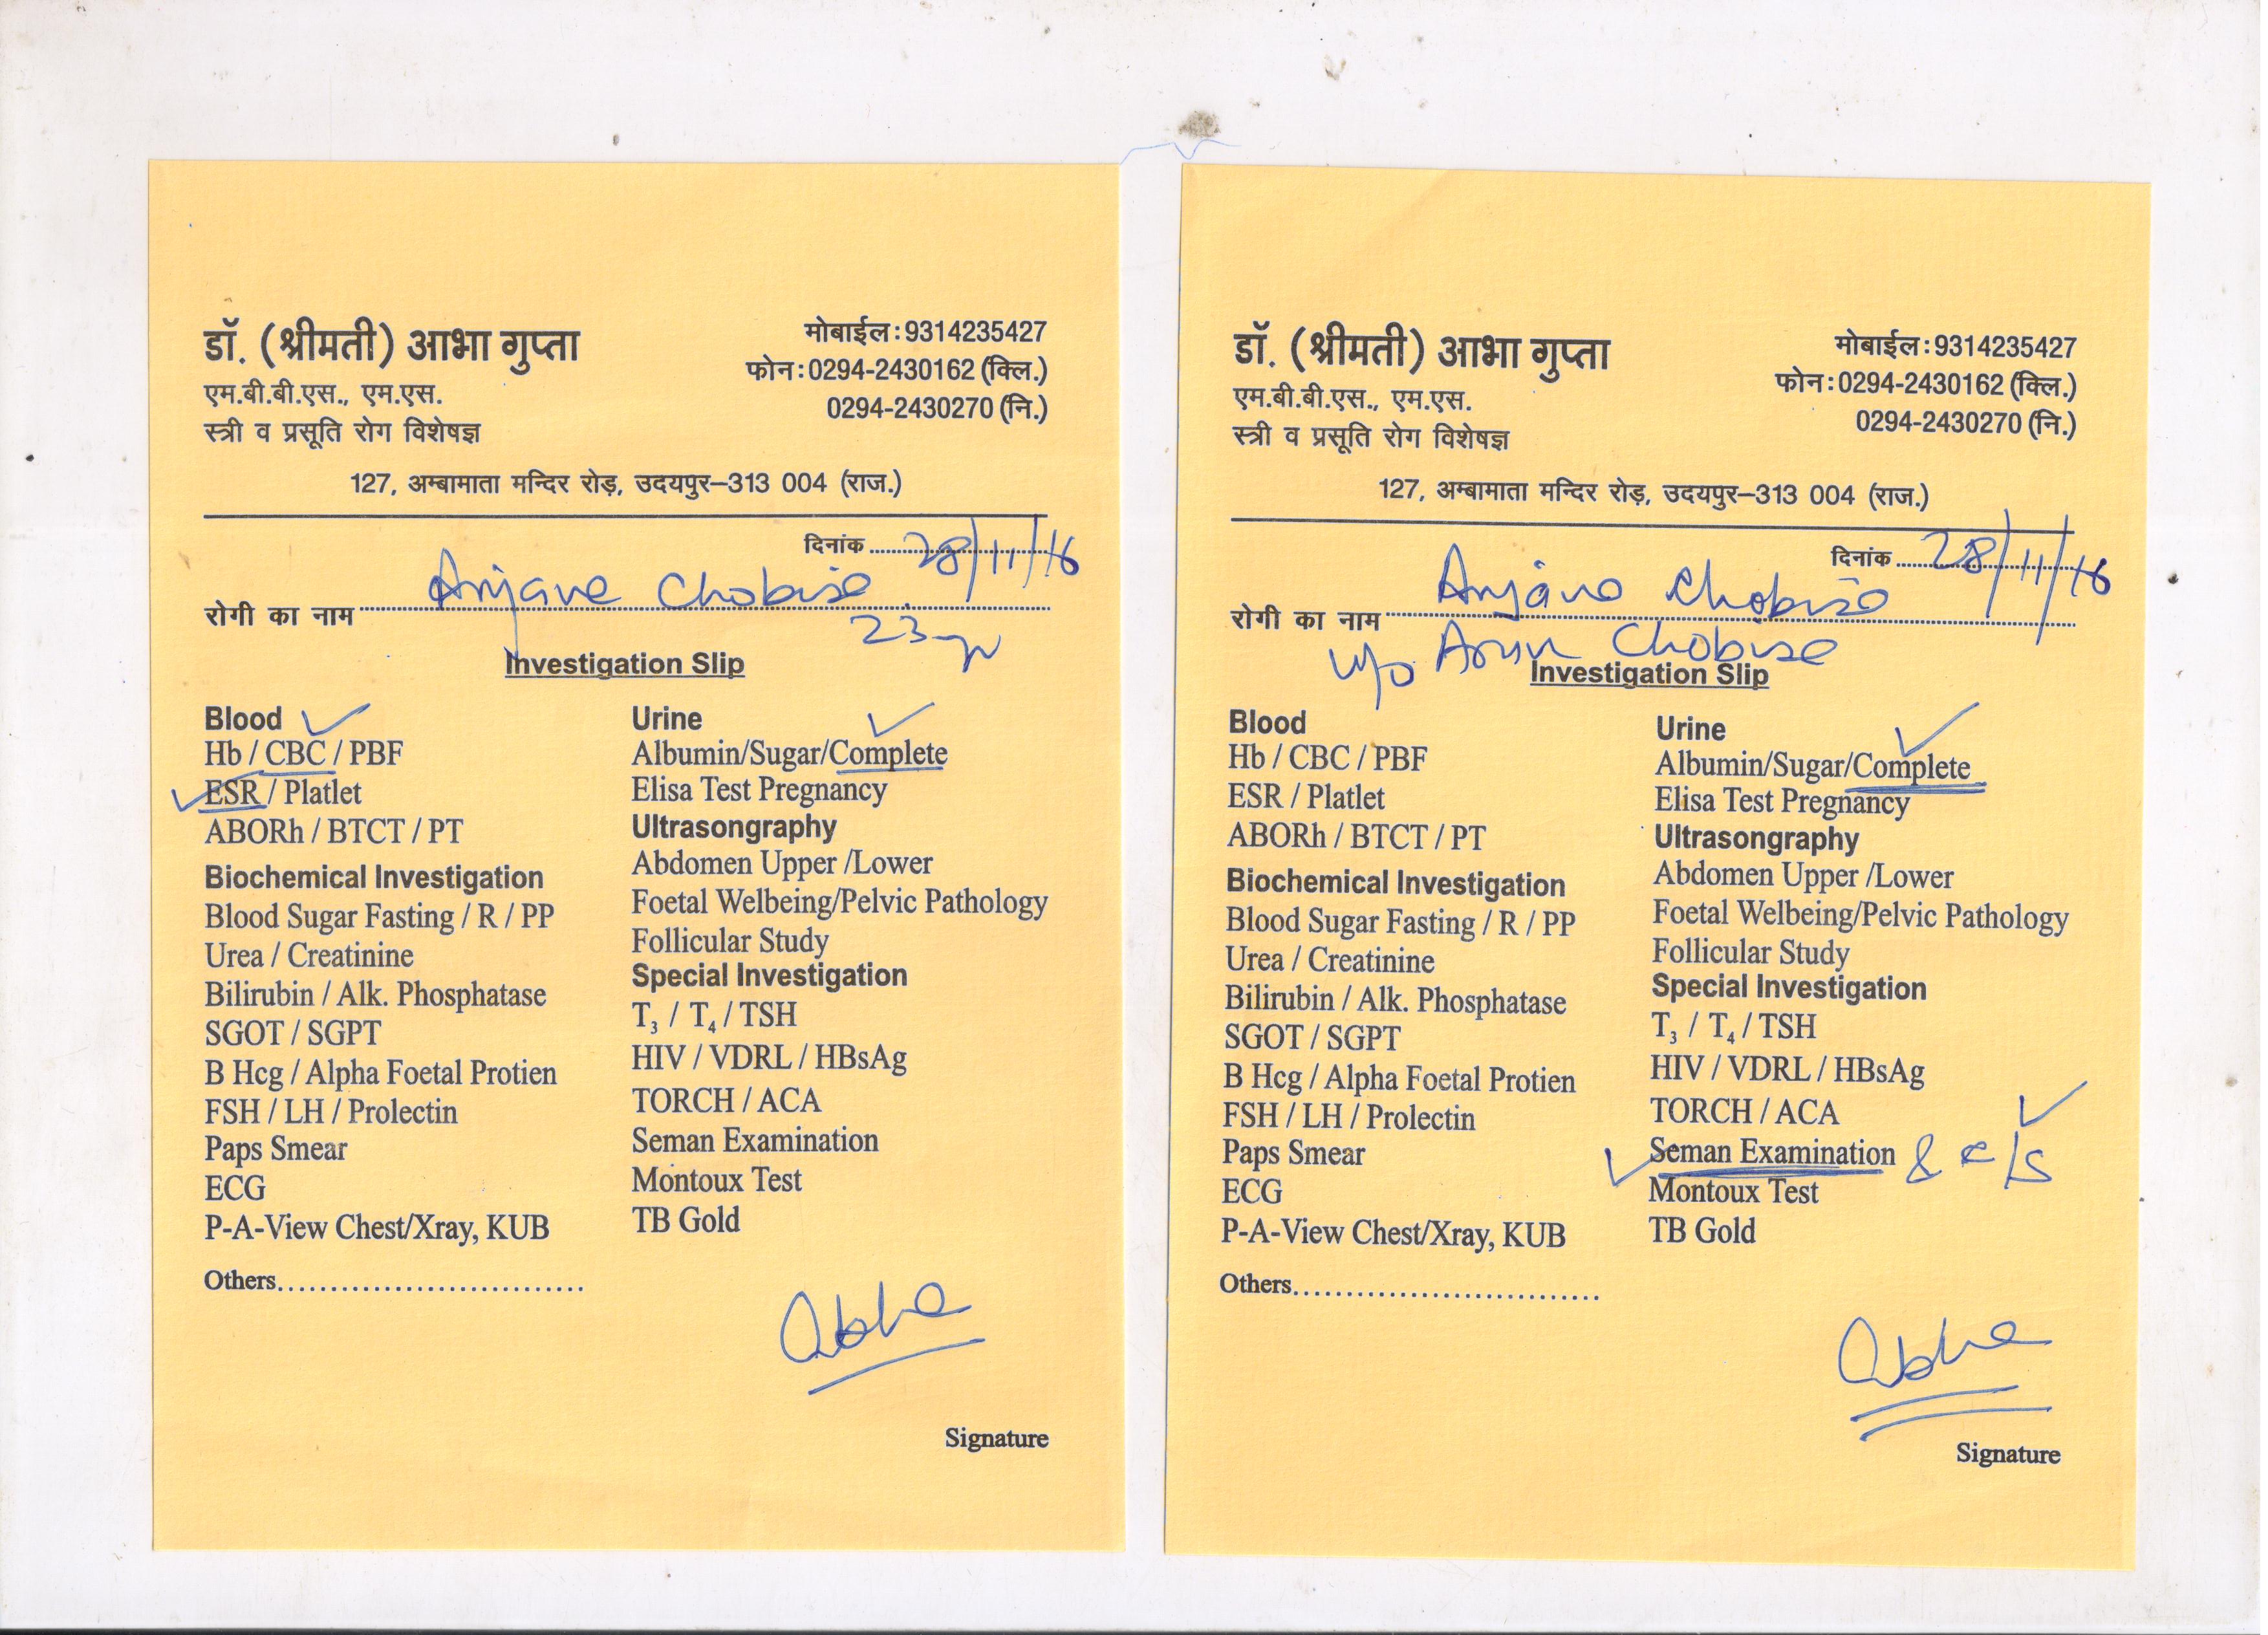 डॉ. (श्रीमती) आभा गुप्ता
एम.बी.बी.एस., एम.एस.
स्त्री व प्रसूति रोग विशेषज्ञ
मोबाईल : 9314235427
फोन : 0294-2430162 (क्लि.)
0294-2430270 (नि.)
127, अम्बामाता मन्दिर रोड़, उदयपुर–313 004 (राज.)
दिनांक 28/11/16
रोगी का नाम Anjane Chobise
23 yr
Investigation Slip
Blood
Hb / CBC / PBF
ESR / Platlet
ABORh / BTCT / PT
Biochemical Investigation
Blood Sugar Fasting / R / PP
Urea / Creatinine
Bilirubin / Alk. Phosphatase
SGOT / SGPT
B Hcg / Alpha Foetal Protien
FSH / LH / Prolectin
Paps Smear
ECG
P-A-View Chest/Xray, KUB
Others
Urine
Albumin/Sugar/Complete
Elisa Test Pregnancy
Ultrasongraphy
Abdomen Upper /Lower
Foetal Welbeing/Pelvic Pathology
Follicular Study
Special Investigation
T₃ / T₄ / TSH
HIV / VDRL / HBsAg
TORCH / ACA
Seman Examination
Montoux Test
TB Gold
Abha
Signature
डॉ. (श्रीमती) आभा गुप्ता
एम.बी.बी.एस., एम.एस.
स्त्री व प्रसूति रोग विशेषज्ञ
मोबाईल : 9314235427
फोन : 0294-2430162 (क्लि.)
0294-2430270 (नि.)
127, अम्बामाता मन्दिर रोड़, उदयपुर–313 004 (राज.)
दिनांक 28/11/16
रोगी का नाम Anjano Chobise
w/o Arun Chobise
Investigation Slip
Blood
Hb / CBC / PBF
ESR / Platlet
ABORh / BTCT / PT
Biochemical Investigation
Blood Sugar Fasting / R / PP
Urea / Creatinine
Bilirubin / Alk. Phosphatase
SGOT / SGPT
B Hcg / Alpha Foetal Protien
FSH / LH / Prolectin
Paps Smear
ECG
P-A-View Chest/Xray, KUB
Others
Urine
Albumin/Sugar/Complete
Elisa Test Pregnancy
Ultrasongraphy
Abdomen Upper /Lower
Foetal Welbeing/Pelvic Pathology
Follicular Study
Special Investigation
T₃ / T₄ / TSH
HIV / VDRL / HBsAg
TORCH / ACA
Seman Examination & c/s
Montoux Test
TB Gold
Abha
Signature